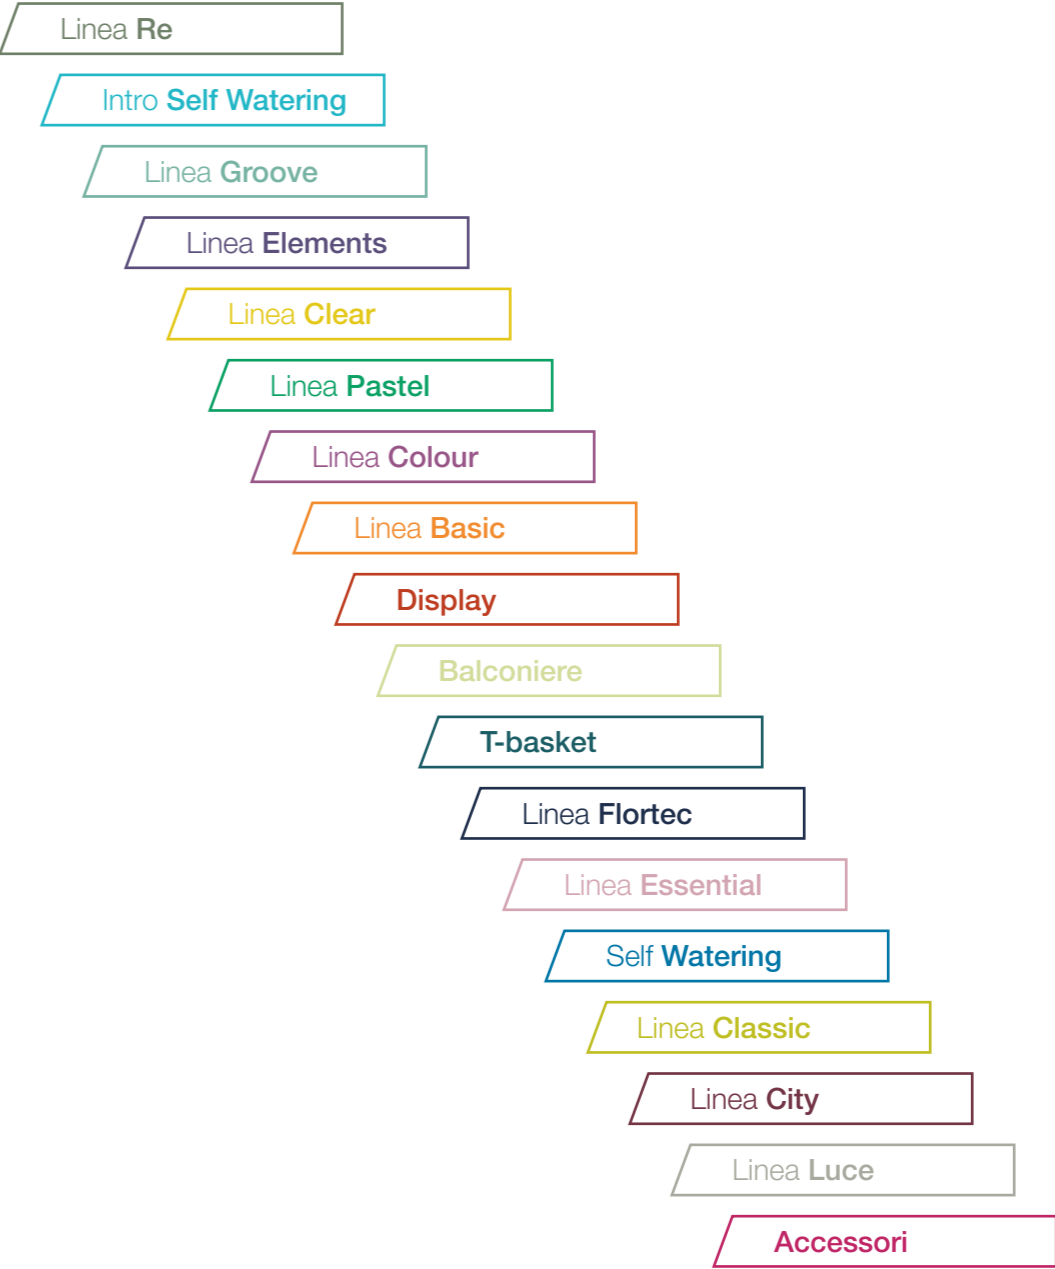 Linea Re
Intro Self Watering
Linea Groove
Linea Elements
Linea Clear
Linea Pastel
Linea Colour
Linea Basic
Display
Balconiere
T-basket
Linea Flortec
Linea Essential
Self Watering
Linea Classic
Linea City
Linea Luce
Accessori